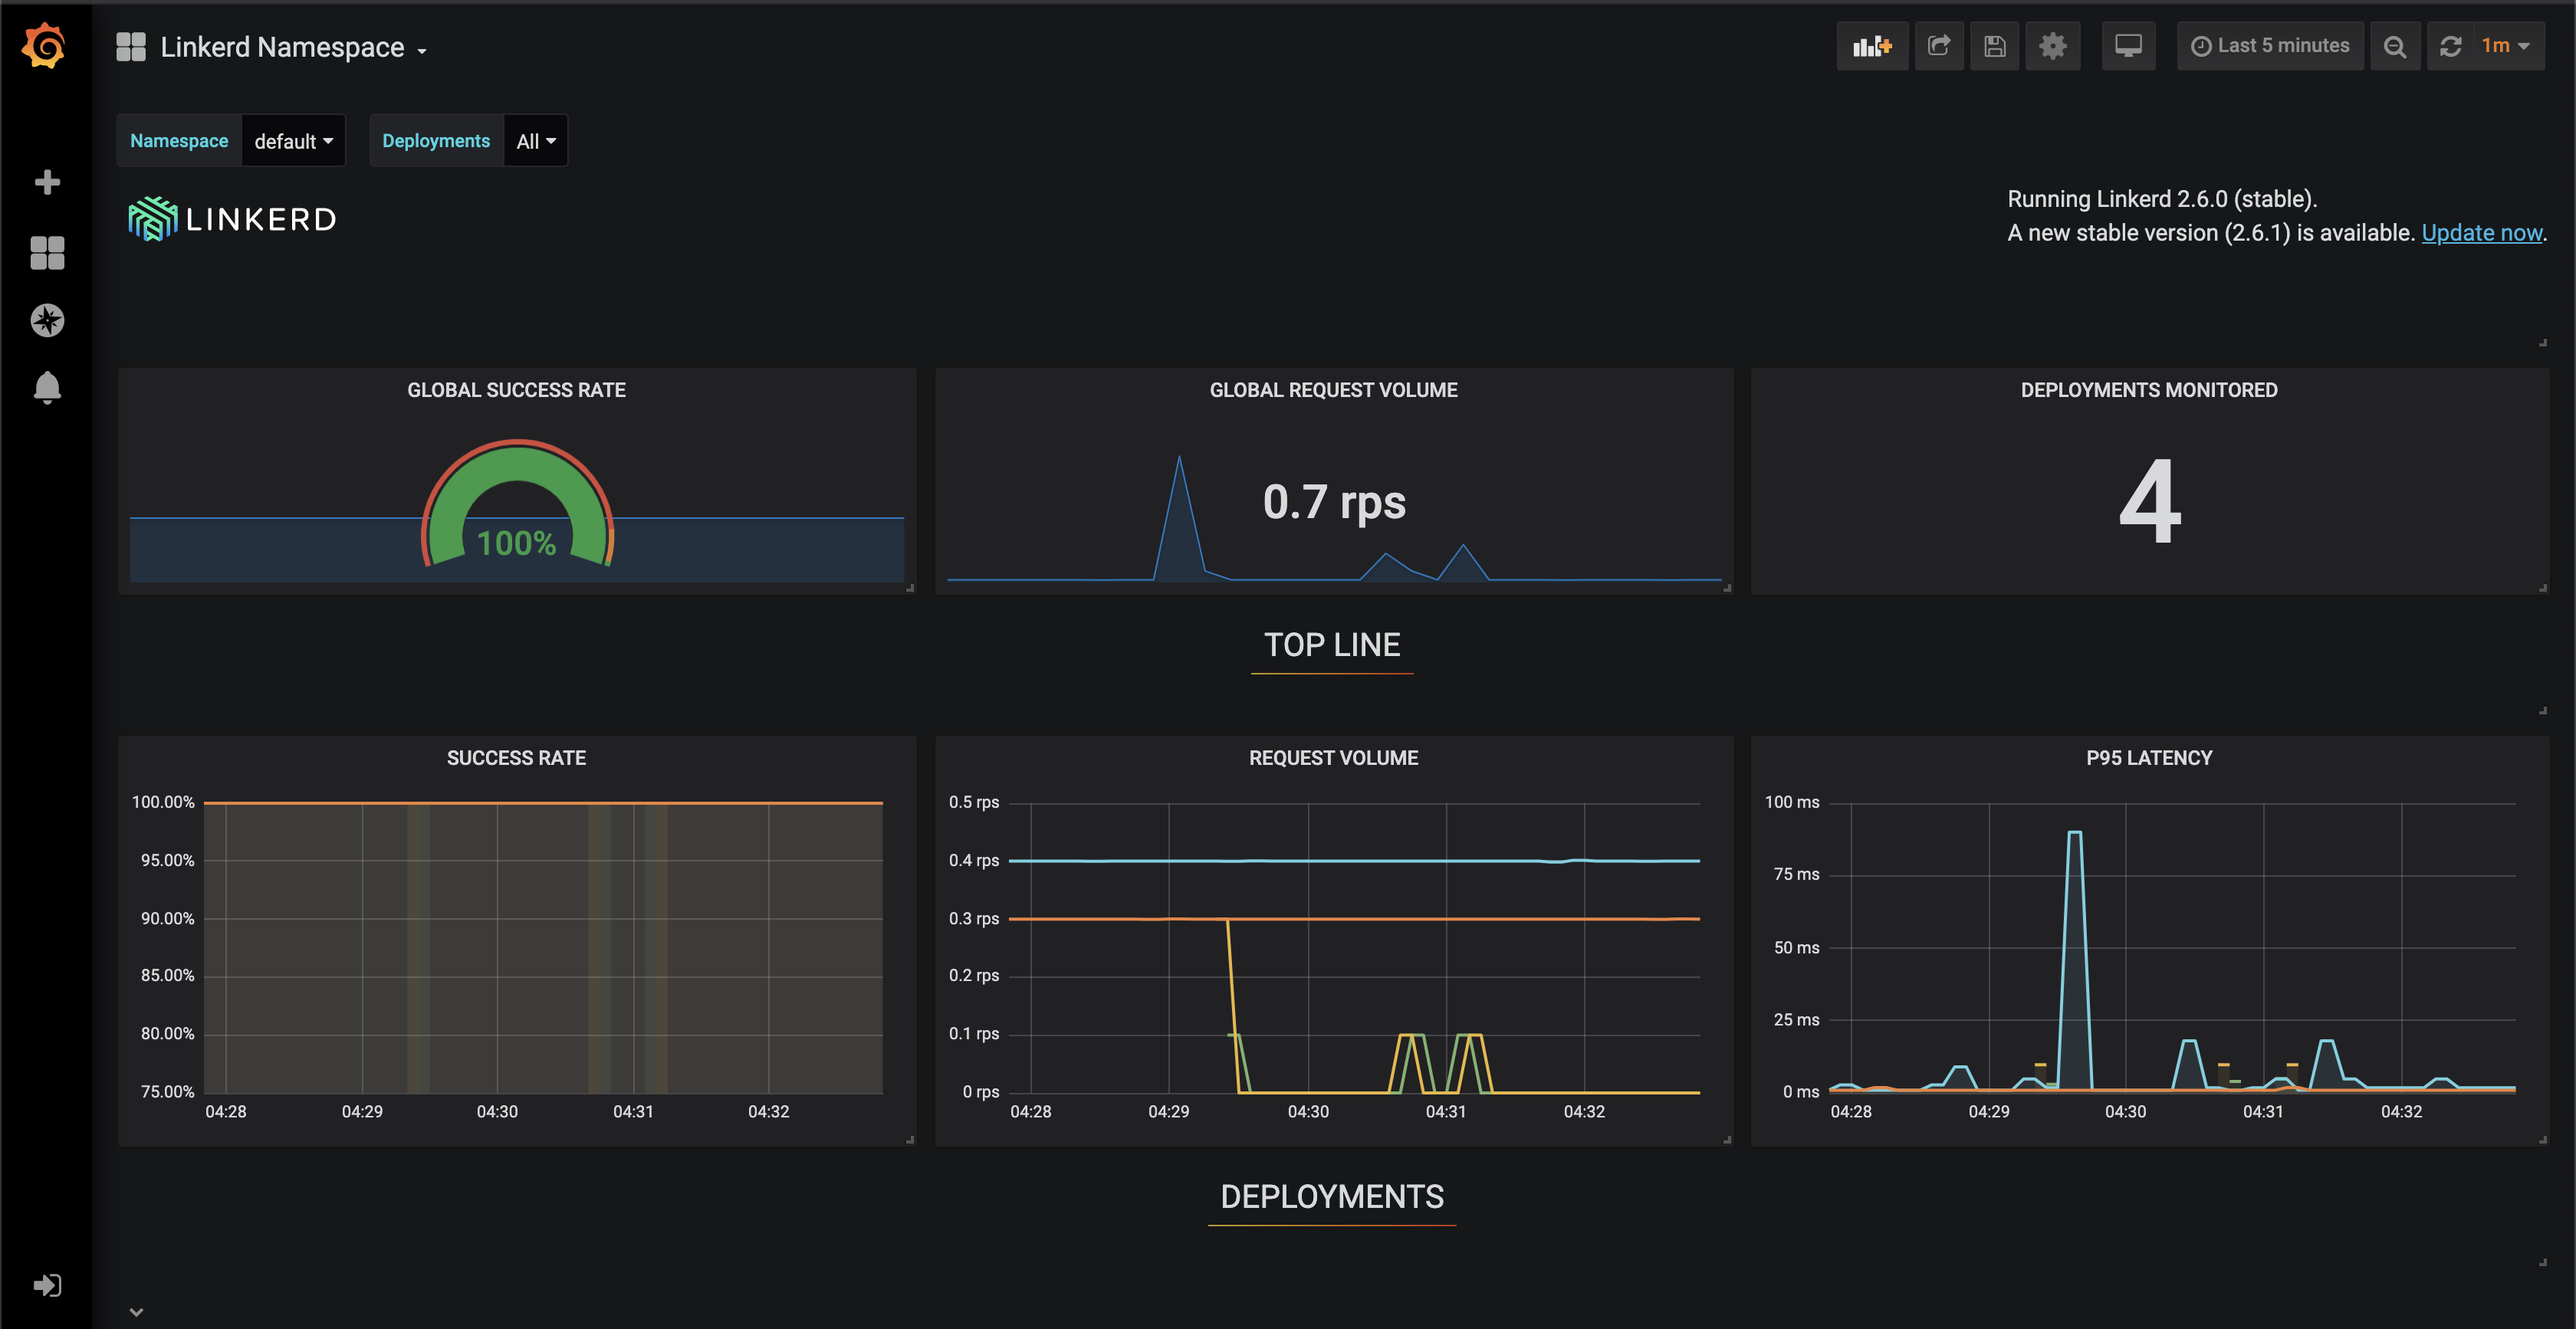 Linkerd Namespace
Last 5 minutes
1m
Namespace default Deployments All
LINKERD
Running Linkerd 2.6.0 (stable).
A new stable version (2.6.1) is available. Update now.
GLOBAL SUCCESS RATE
100%
GLOBAL REQUEST VOLUME
0.7 rps
DEPLOYMENTS MONITORED
4
TOP LINE
SUCCESS RATE
100.00%
95.00%
90.00%
85.00%
80.00%
75.00%
04:28 04:29 04:30 04:31 04:32
REQUEST VOLUME
0.5 rps
0.4 rps
0.3 rps
0.2 rps
0.1 rps
0 rps
04:28 04:29 04:30 04:31 04:32
P95 LATENCY
100 ms
75 ms
50 ms
25 ms
0 ms
04:28 04:29 04:30 04:31 04:32
DEPLOYMENTS